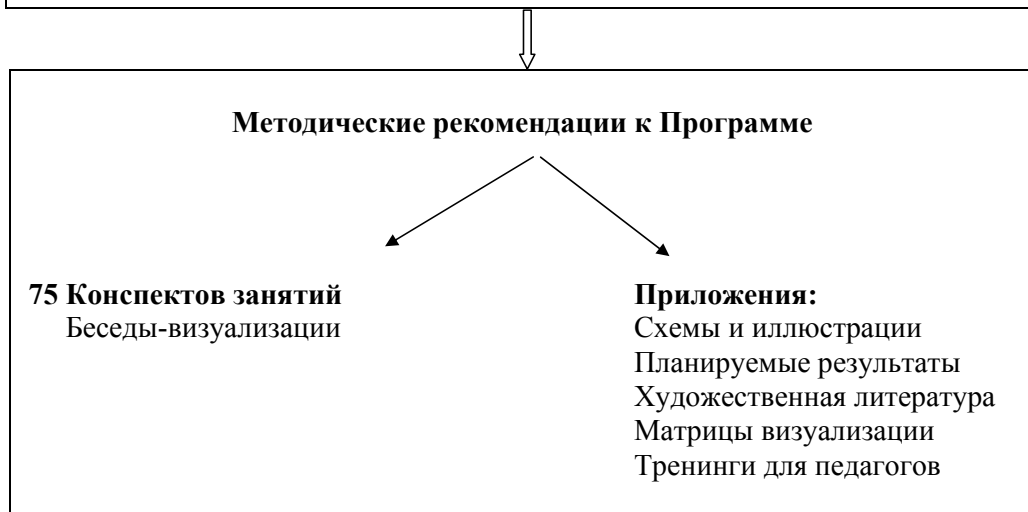 Методические рекомендации к Программе
75 Конспектов занятий
Беседы-визуализации
Приложения:
Схемы и иллюстрации
Планируемые результаты
Художественная литература
Матрицы визуализации
Тренинги для педагогов